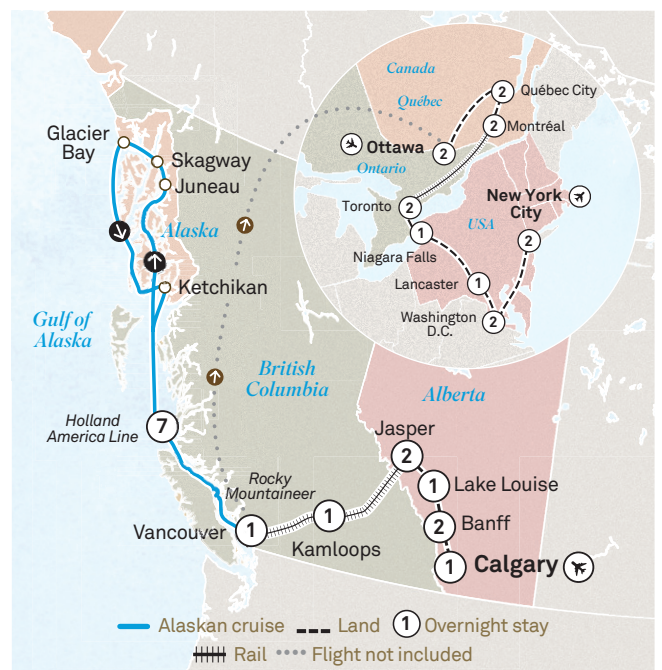 Canada
Québec
2
Québec City
2
Montréal
Ottawa
2
Ontario
Toronto
2
New York
City
USA
1
Niagara Falls
2
Lancaster
1
Washington
D.C.
2
Glacier
Bay
Skagway
Juneau
Alaska
Ketchikan
Gulf of
Alaska
British
Columbia
Alberta
Holland
America Line
7
Jasper
2
Rocky
Mountaineer
1
Lake Louise
Vancouver
1
1
Kamloops
2
Banff
1
Calgary
Alaskan cruise
Land
1
Overnight stay
Rail
Flight not included